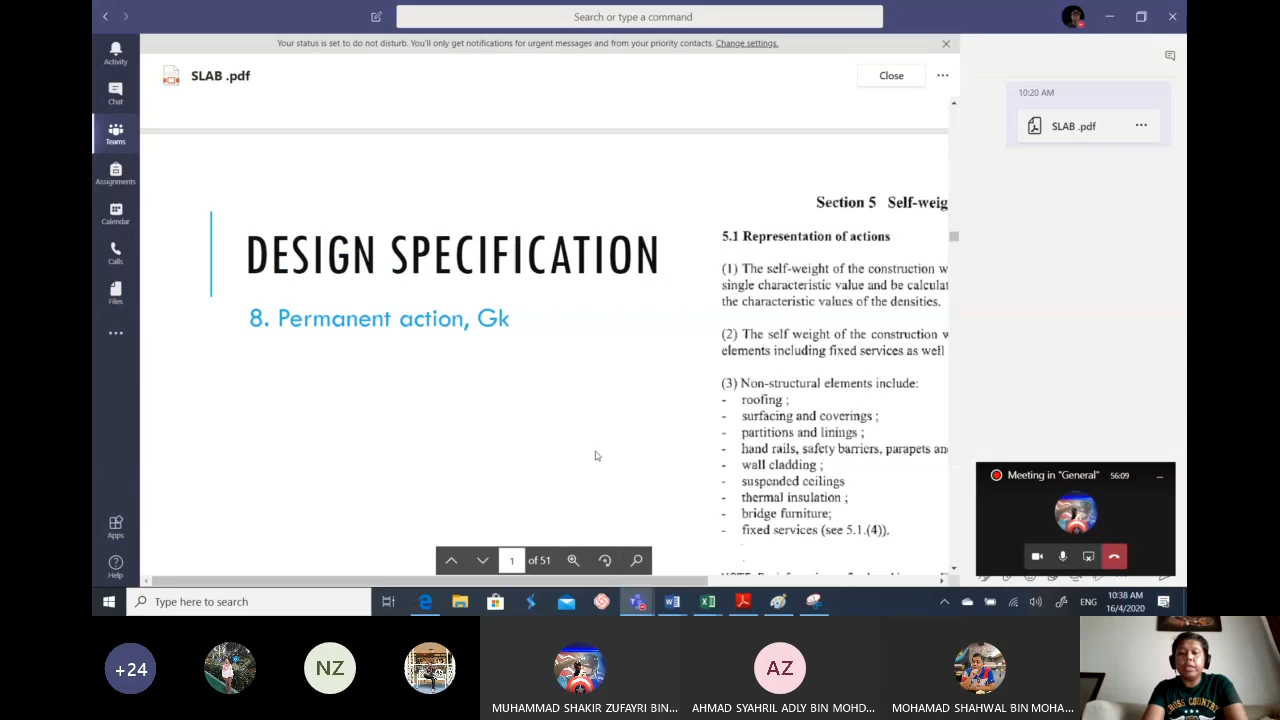 Search or type a command
Your status is set to do not disturb. You'll only get notifications for urgent messages and from your priority contacts. Change settings.
Activity
Chat
Teams
Assignments
Calendar
Calls
Files
Apps
Help
SLAB .pdf
Close
10:20 AM
SLAB .pdf
DESIGN SPECIFICATION
8. Permanent action, Gk
Section 5 Self-weig
5.1 Representation of actions
(1) The self-weight of the construction w
single characteristic value and be calculat
the characteristic values of the densities.
(2) The self weight of the construction w
elements including fixed services as well
(3) Non-structural elements include:
- roofing ;
- surfacing and coverings ;
- partitions and linings ;
- hand rails, safety barriers, parapets an
- wall cladding ;
- suspended ceilings
- thermal insulation ;
- bridge furniture;
- fixed services (see 5.1.(4)).
1 of 51
Meeting in "General" 56:09
Type here to search
ENG
10:38 AM
16/4/2020
+24
NZ
AZ
MUHAMMAD SHAKIR ZUFAYRI BIN...
AHMAD SYAHRIL ADLY BIN MOHD...
MOHAMAD SHAHWAL BIN MOHA...
CROSS COUNTRY